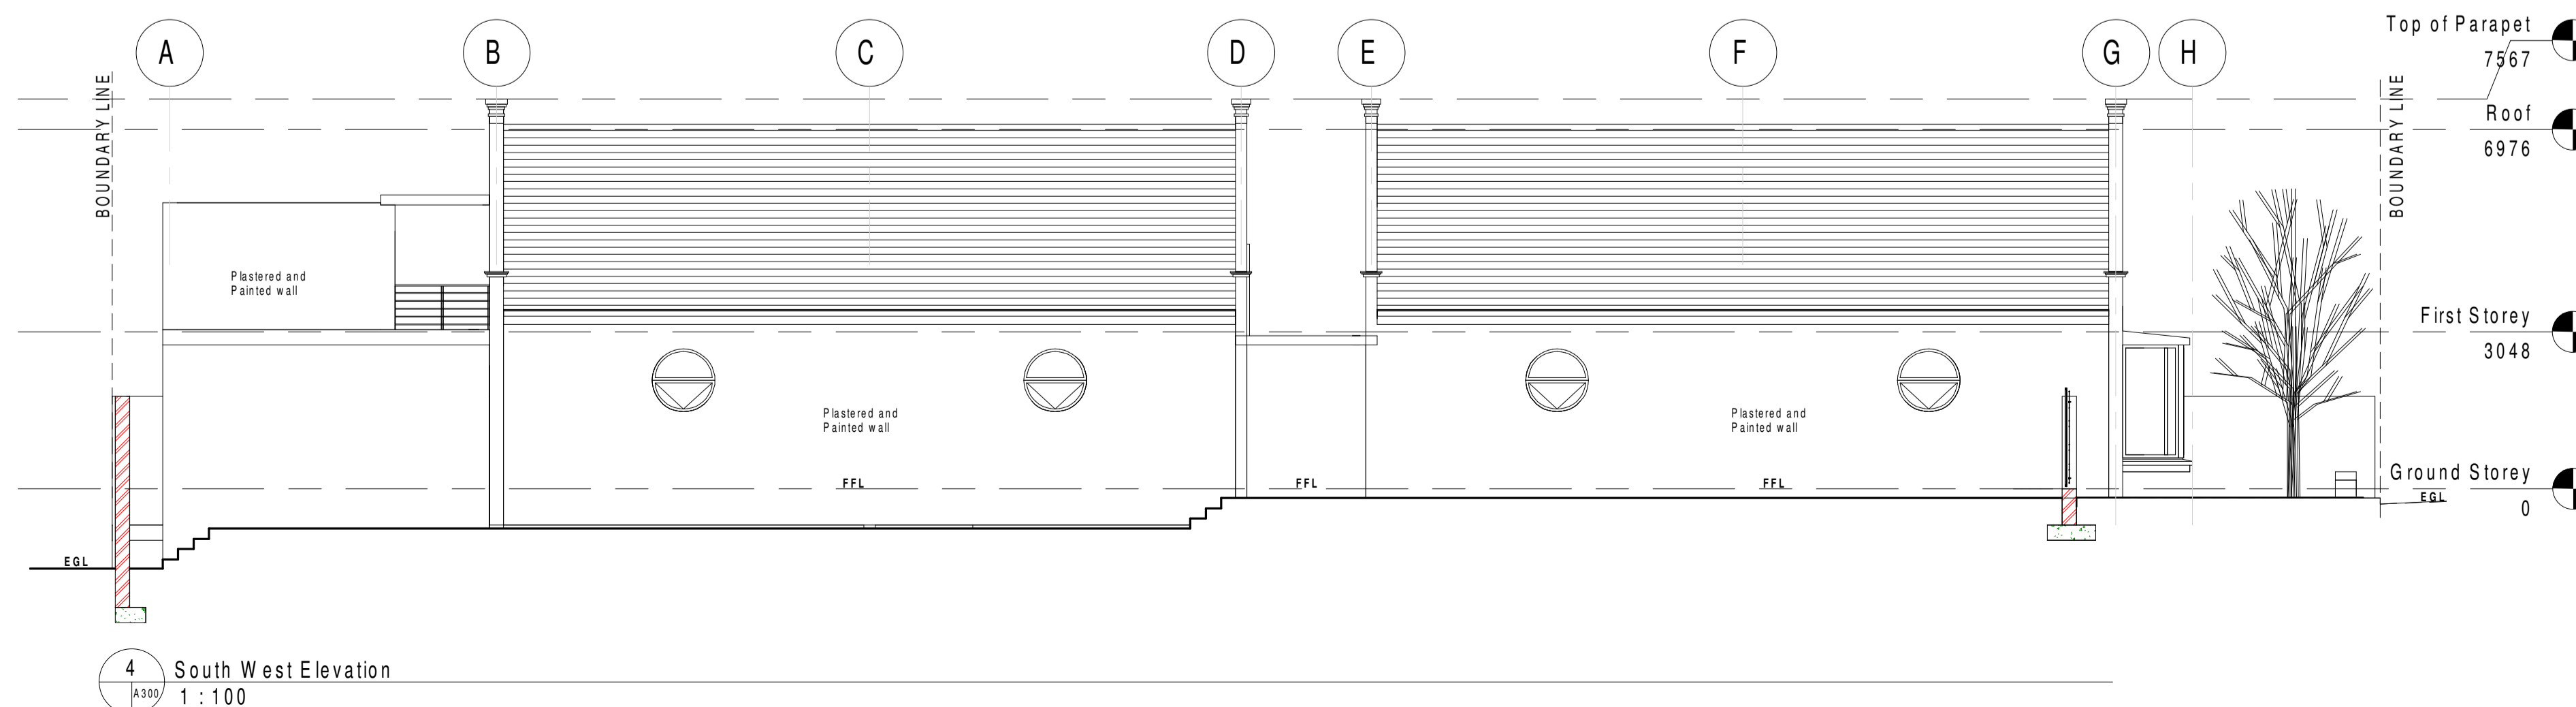 A
B
C
D
E
F
G
H
Top of Parapet
7567
BOUNDARY LINE
BOUNDARY LINE
Roof
6976
Plastered and
Painted wall
First Storey
3048
Plastered and
Painted wall
Plastered and
Painted wall
FFL
FFL
FFL
Ground Storey
EGL
0
EGL
4
A300
South West Elevation
1 : 100